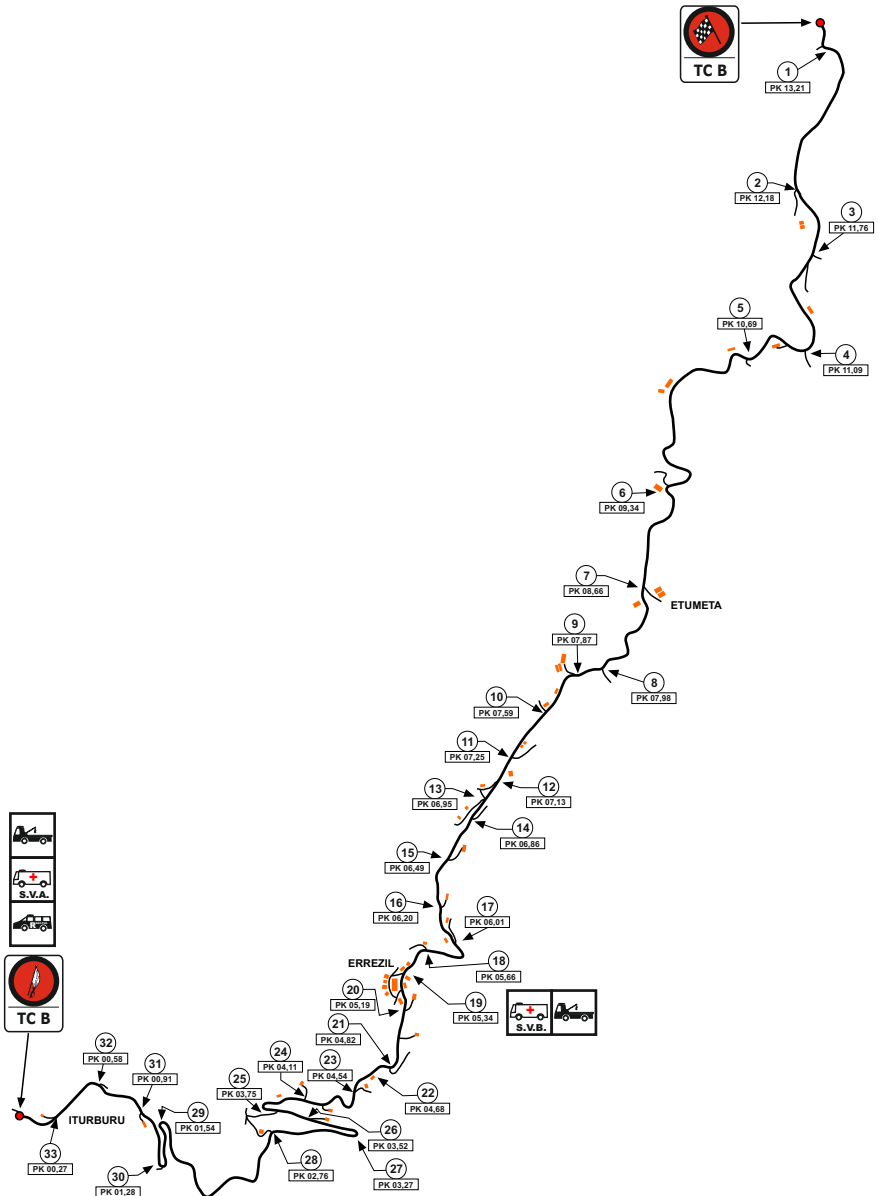 TC B
1
PK 13,21
2
PK 12,18
3
PK 11,76
5
PK 10,69
4
PK 11,09
6
PK 09,34
7
PK 08,66
ETUMETA
9
PK 07,87
8
PK 07,98
10
PK 07,59
11
PK 07,25
12
PK 07,13
13
PK 06,95
14
PK 06,86
15
PK 06,49
16
PK 06,20
17
PK 06,01
18
PK 05,66
ERREZIL
19
PK 05,34
20
PK 05,19
S.V.B.
21
PK 04,82
22
PK 04,68
23
PK 04,54
24
PK 04,11
25
PK 03,75
26
PK 03,52
27
PK 03,27
28
PK 02,76
S.V.A.
TC B
32
PK 00,58
31
PK 00,91
29
PK 01,54
ITURBURU
33
PK 00,27
30
PK 01,28